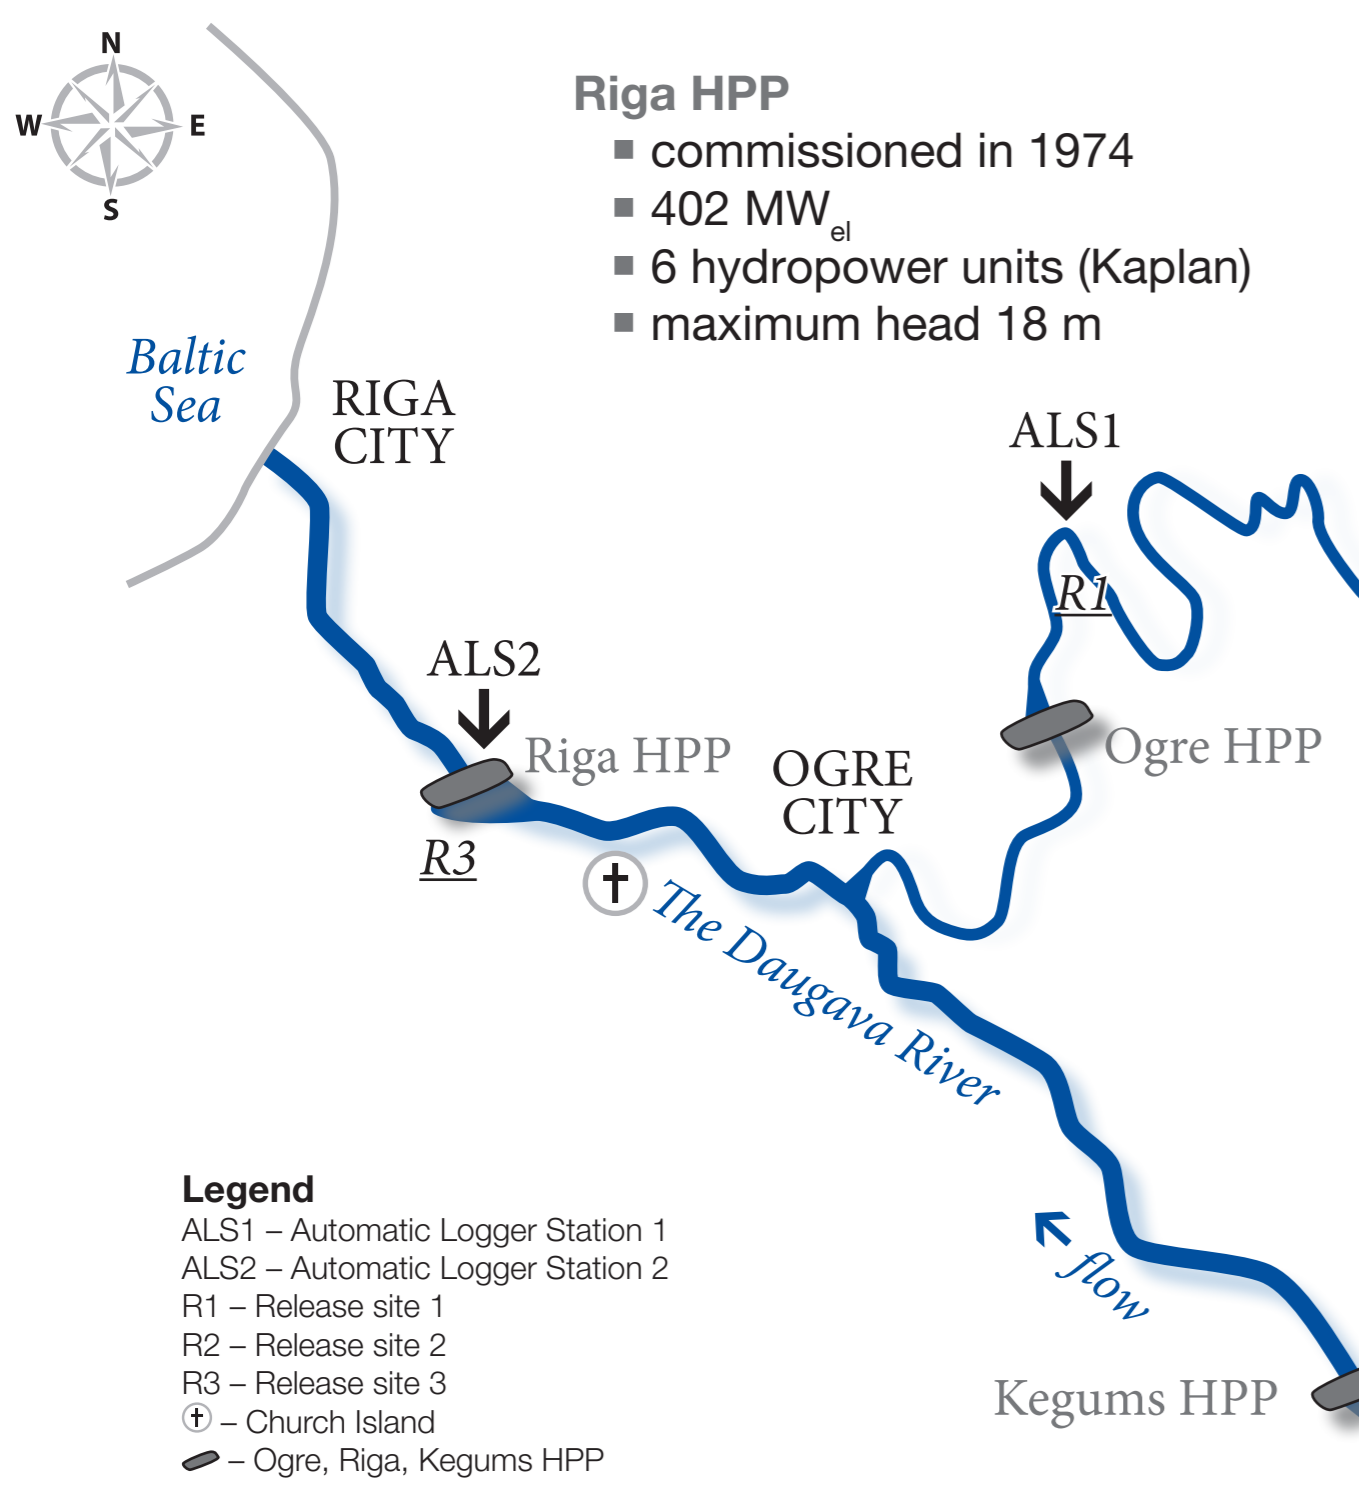 N
W
E
S
Riga HPP
■ commissioned in 1974
■ 402 MWel
■ 6 hydropower units (Kaplan)
■ maximum head 18 m
Baltic
Sea
RIGA
CITY
ALS1
R1
ALS2
Riga HPP
Ogre HPP
OGRE
CITY
R3
The Daugava River
flow
Kegums HPP
Legend
ALS1 – Automatic Logger Station 1
ALS2 – Automatic Logger Station 2
R1 – Release site 1
R2 – Release site 2
R3 – Release site 3
– Church Island
– Ogre, Riga, Kegums HPP